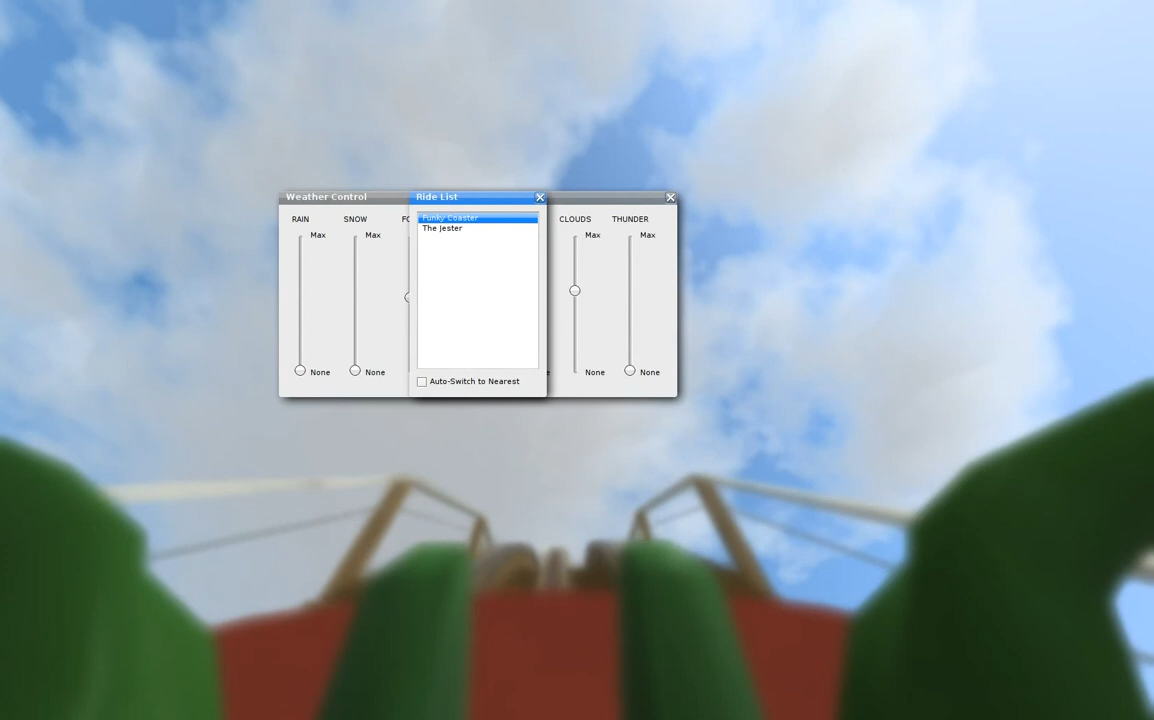 Weather Control
Ride List
RAIN
SNOW
FO
CLOUDS
THUNDER
Funky Coaster
The Jester
Max
Max
Max
Max
None
None
e
None
None
Auto-Switch to Nearest